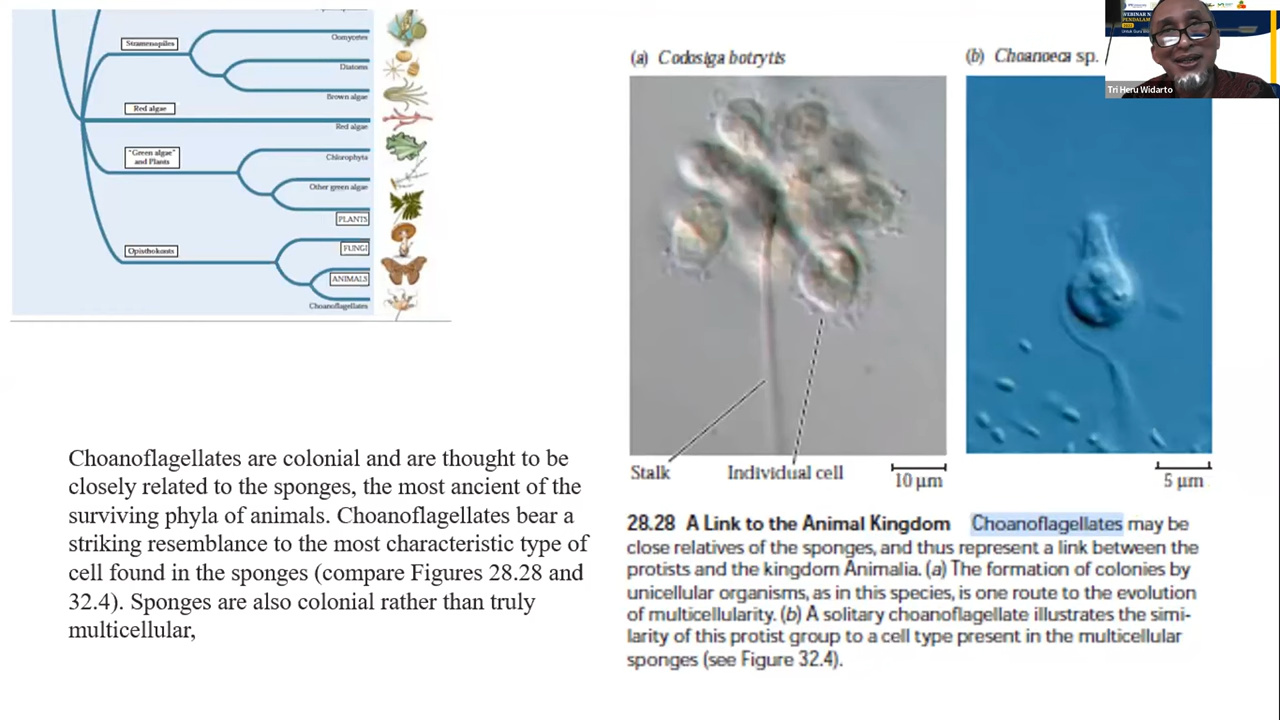 Stramenopiles
Oomycetes
Diatoms
Brown algae
Red algae
Red algae
"Green algae"
and Plants
Chlorophyta
Other green algae
PLANTS
Opisthokonts
FUNGI
ANIMALS
Choanoflagellates
Choanoflagellates are colonial and are thought to be
closely related to the sponges, the most ancient of the
surviving phyla of animals. Choanoflagellates bear a
striking resemblance to the most characteristic type of
cell found in the sponges (compare Figures 28.28 and
32.4). Sponges are also colonial rather than truly
multicellular,
(a) Codosiga botrytis
(b) Choanoeca sp.
Stalk
Individual cell
10 µm
5 µm
28.28 A Link to the Animal Kingdom Choanoflagellates may be
close relatives of the sponges, and thus represent a link between the
protists and the kingdom Animalia. (a) The formation of colonies by
unicellular organisms, as in this species, is one route to the evolution
of multicellularity. (b) A solitary choanoflagellate illustrates the simi-
larity of this protist group to a cell type present in the multicellular
sponges (see Figure 32.4).
WEBINAR N
PENDALAM
Tri Heru Widarto